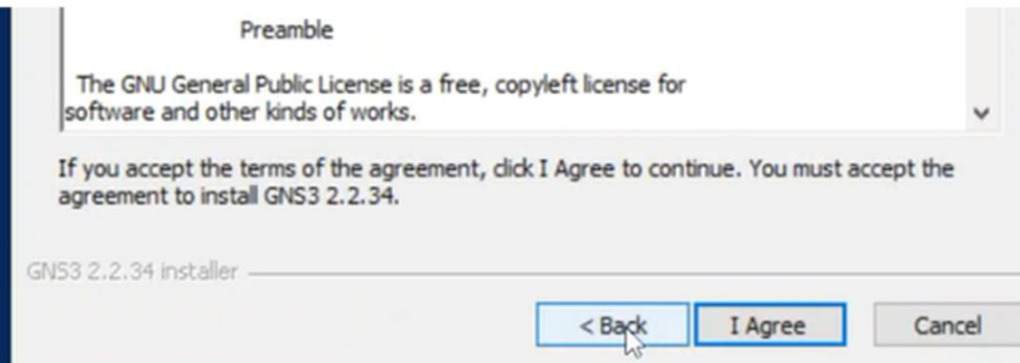 Preamble
The GNU General Public License is a free, copyleft license for
software and other kinds of works.
If you accept the terms of the agreement, click I Agree to continue. You must accept the
agreement to install GNS3 2.2.34.
GNS3 2.2.34 installer
< Back
I Agree
Cancel